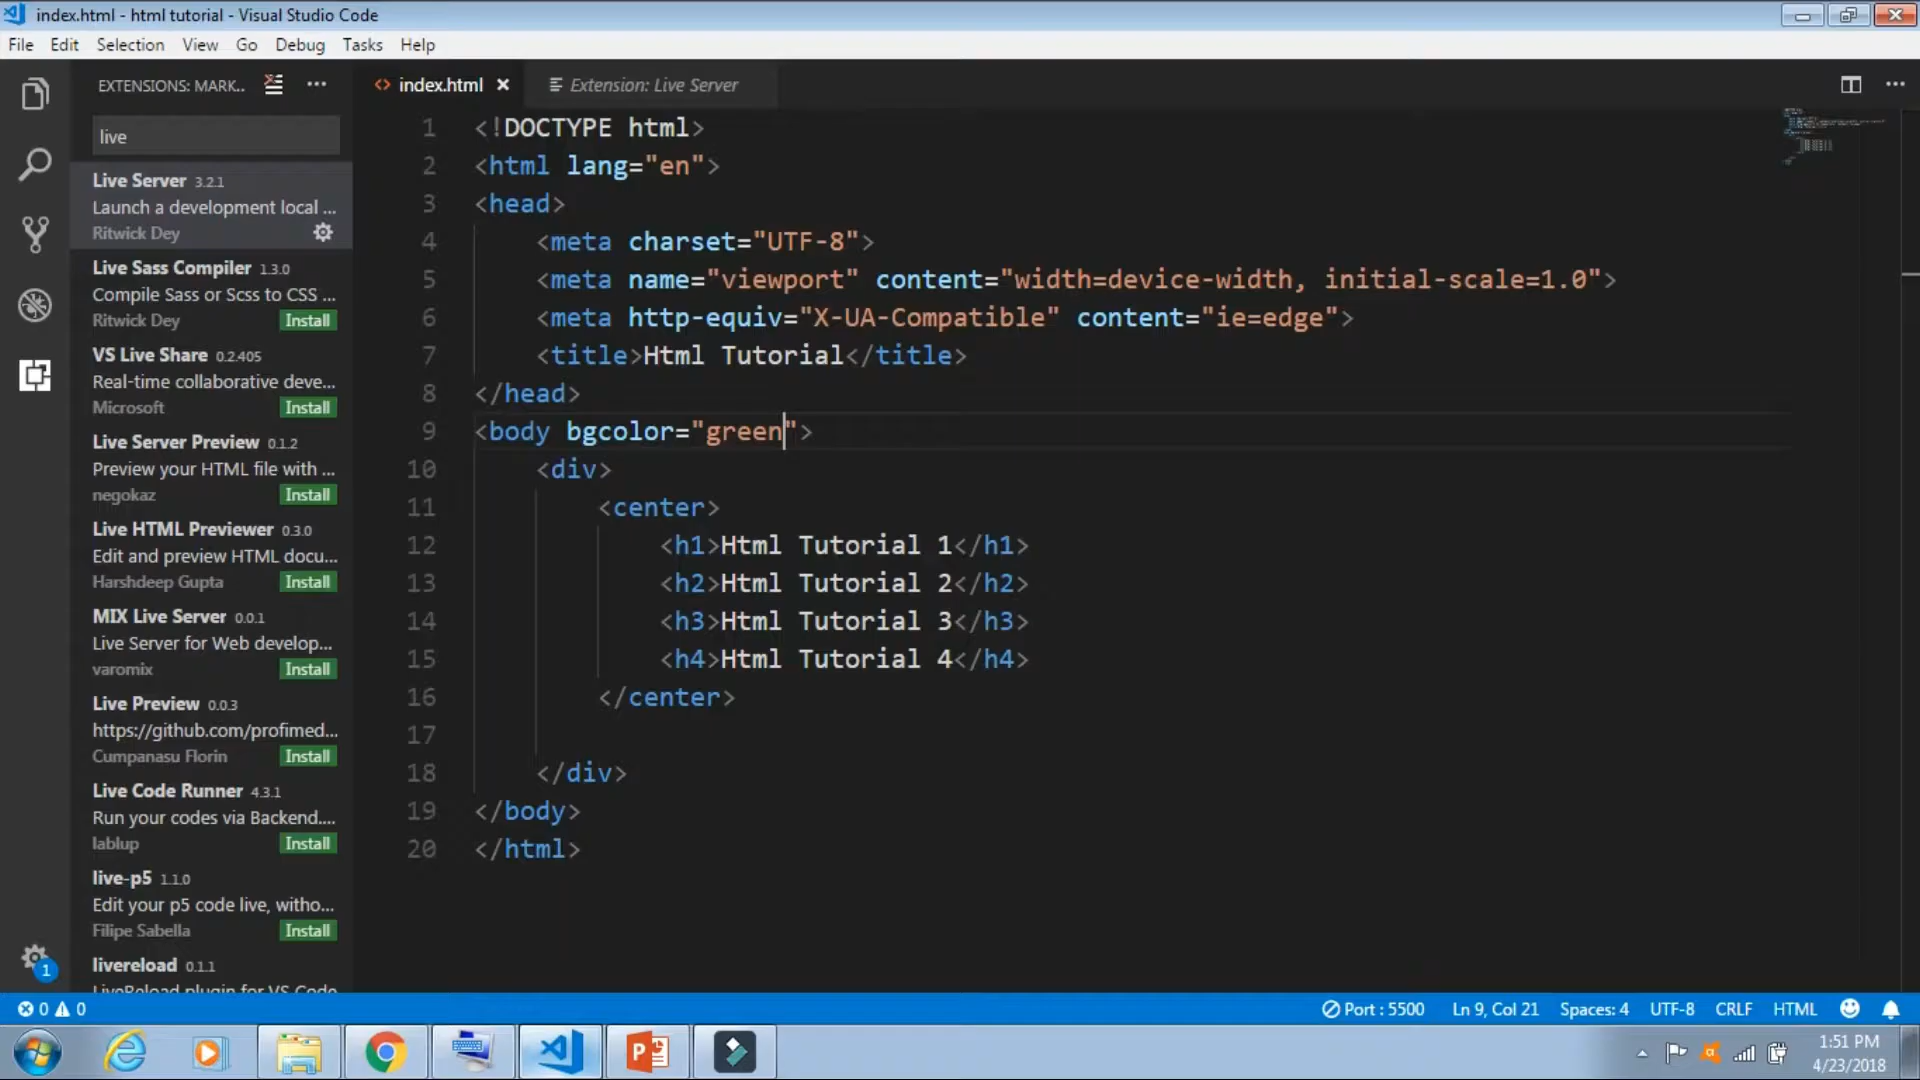 index.html - html tutorial - Visual Studio Code
File Edit Selection View Go Debug Tasks Help
EXTENSIONS: MARK...
index.html
Extension: Live Server
live
Live Server 3.2.1
Launch a development local ...
Ritwick Dey
Live Sass Compiler 1.3.0
Compile Sass or Scss to CSS ...
Ritwick Dey Install
VS Live Share 0.2.405
Real-time collaborative deve...
Microsoft Install
Live Server Preview 0.1.2
Preview your HTML file with ...
negokaz Install
Live HTML Previewer 0.3.0
Edit and preview HTML docu...
Harshdeep Gupta Install
MIX Live Server 0.0.1
Live Server for Web develop...
varomix Install
Live Preview 0.0.3
https://github.com/profimed...
Cumpanasu Florin Install
Live Code Runner 4.3.1
Run your codes via Backend....
lablup Install
live-p5 1.1.0
Edit your p5 code live, witho...
Filipe Sabella Install
livereload 0.1.1
LiveReload plugin for VS Code
1 <!DOCTYPE html>
2 <html lang="en">
3 <head>
4 <meta charset="UTF-8">
5 <meta name="viewport" content="width=device-width, initial-scale=1.0">
6 <meta http-equiv="X-UA-Compatible" content="ie=edge">
7 <title>Html Tutorial</title>
8 </head>
9 <body bgcolor="green">
10 <div>
11 <center>
12 <h1>Html Tutorial 1</h1>
13 <h2>Html Tutorial 2</h2>
14 <h3>Html Tutorial 3</h3>
15 <h4>Html Tutorial 4</h4>
16 </center>
17
18 </div>
19 </body>
20 </html>
1
0 0
Port : 5500 Ln 9, Col 21 Spaces: 4 UTF-8 CRLF HTML
1:51 PM
4/23/2018